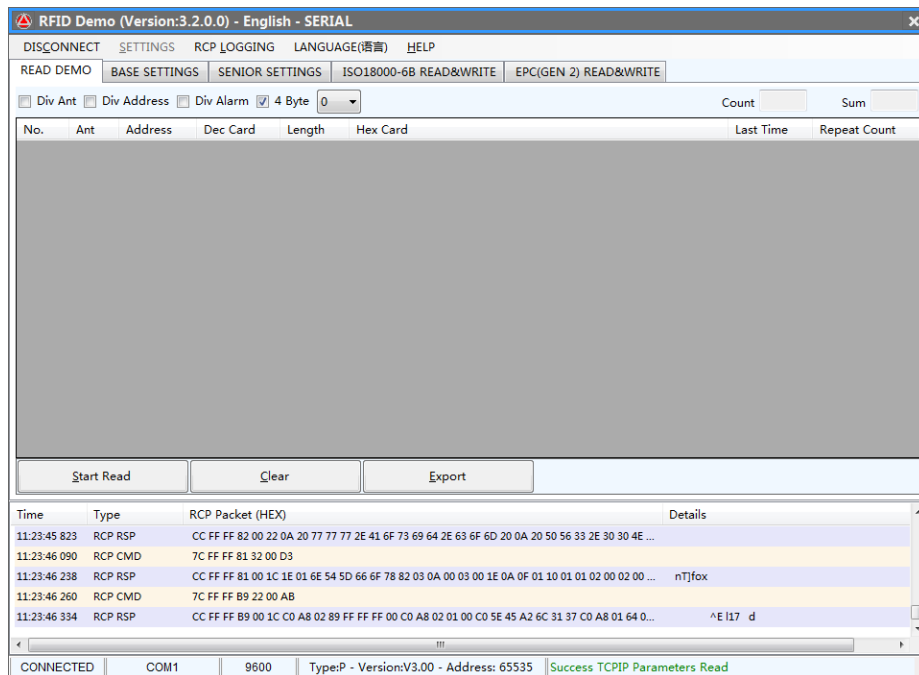 RFID Demo (Version:3.2.0.0) - English - SERIAL
DISCONNECT SETTINGS RCP LOGGING LANGUAGE(语言) HELP
READ DEMO BASE SETTINGS SENIOR SETTINGS ISO18000-6B READ&WRITE EPC(GEN 2) READ&WRITE
Div Ant Div Address Div Alarm 4 Byte 0 Count Sum
No. Ant Address Dec Card Length Hex Card Last Time Repeat Count
Start Read Clear Export
Time Type RCP Packet (HEX) Details
11:23:45 823 RCP RSP CC FF FF 82 00 22 0A 20 77 77 77 2E 41 6F 73 69 64 2E 63 6F 6D 20 0A 20 50 56 33 2E 30 30 4E ...
11:23:46 090 RCP CMD 7C FF FF 81 32 00 D3
11:23:46 238 RCP RSP CC FF FF 81 00 1C 1E 01 6E 54 5D 66 6F 78 82 03 0A 00 03 00 1E 0A 0F 01 10 01 01 02 00 02 00 ... nT]fox
11:23:46 260 RCP CMD 7C FF FF B9 22 00 AB
11:23:46 334 RCP RSP CC FF FF B9 00 1C C0 A8 02 89 FF FF FF 00 C0 A8 02 01 00 C0 5E 45 A2 6C 31 37 C0 A8 01 64 0... ^E l17 d
CONNECTED COM1 9600 Type:P - Version:V3.00 - Address: 65535 Success TCPIP Parameters Read